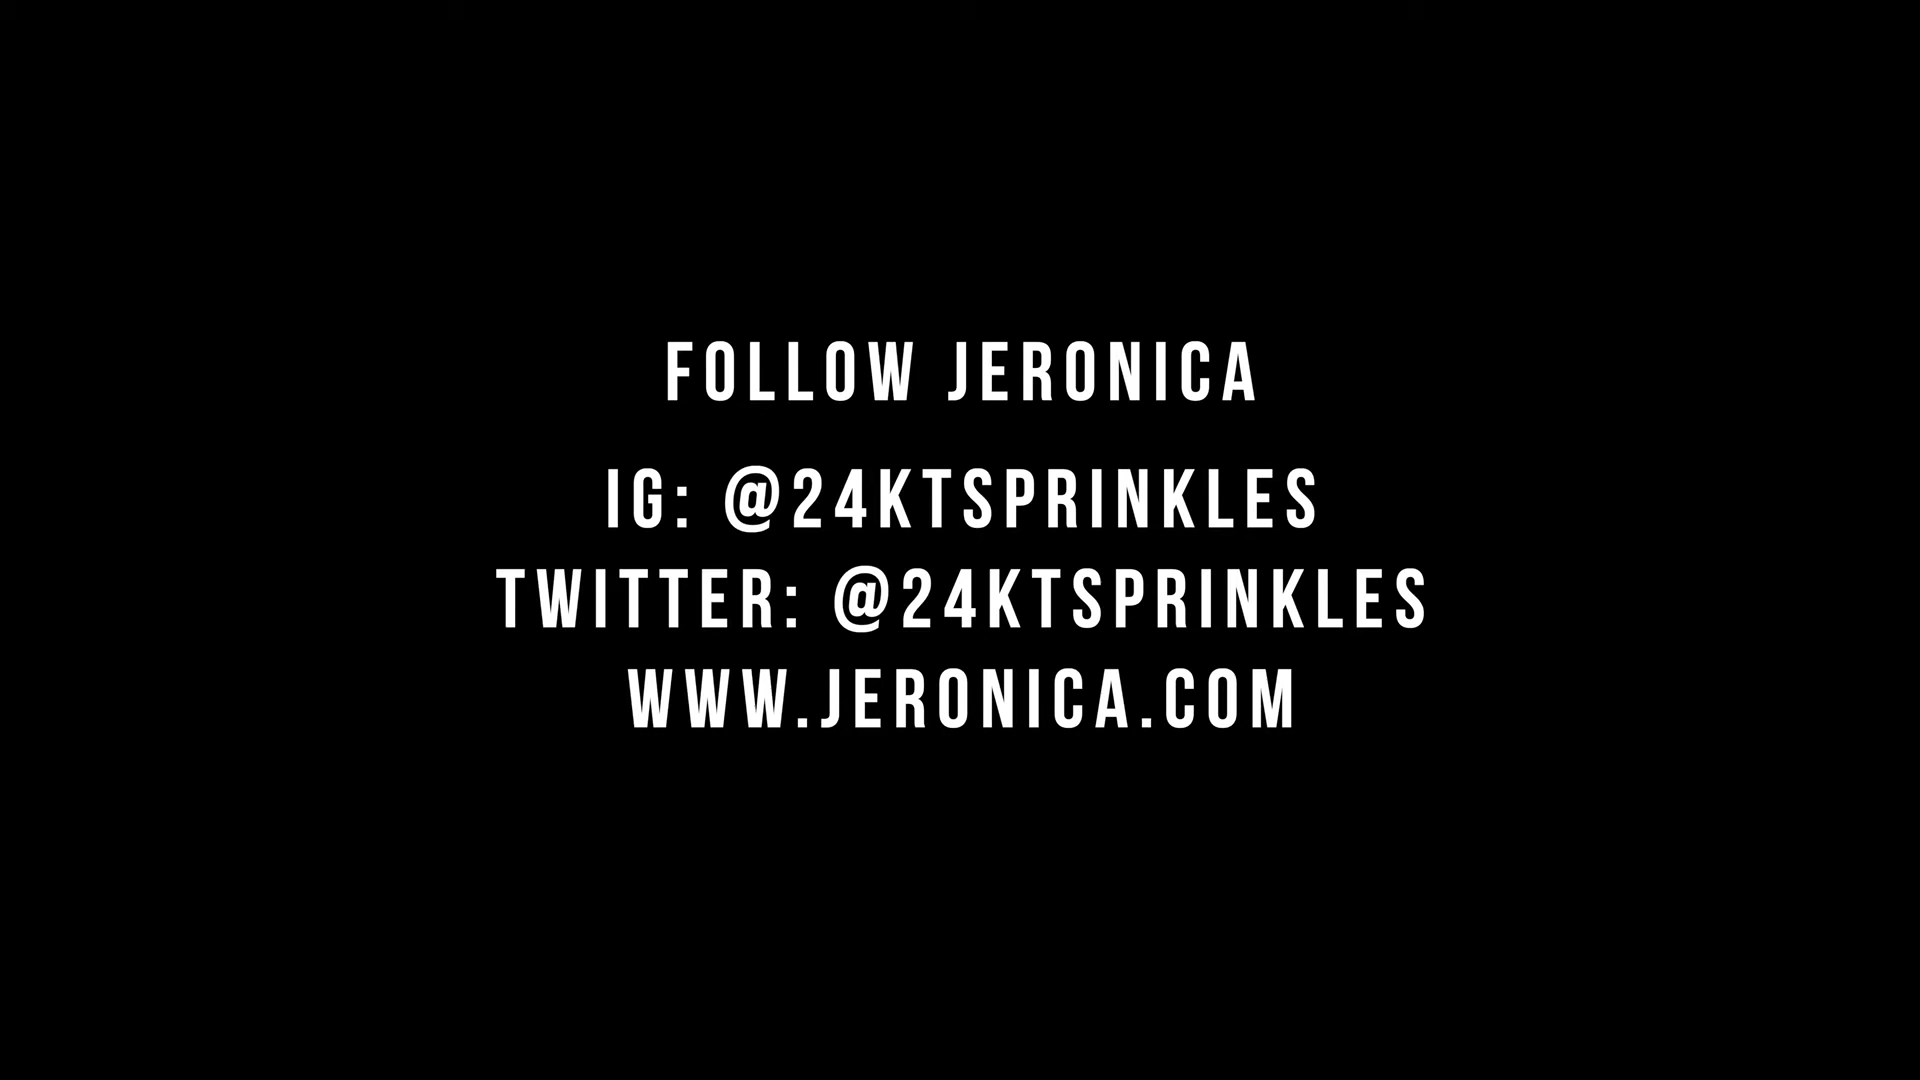 FOLLOW JERONICA
IG: @24KTSPRINKLES
TWITTER: @24KTSPRINKLES
WWW.JERONICA.COM